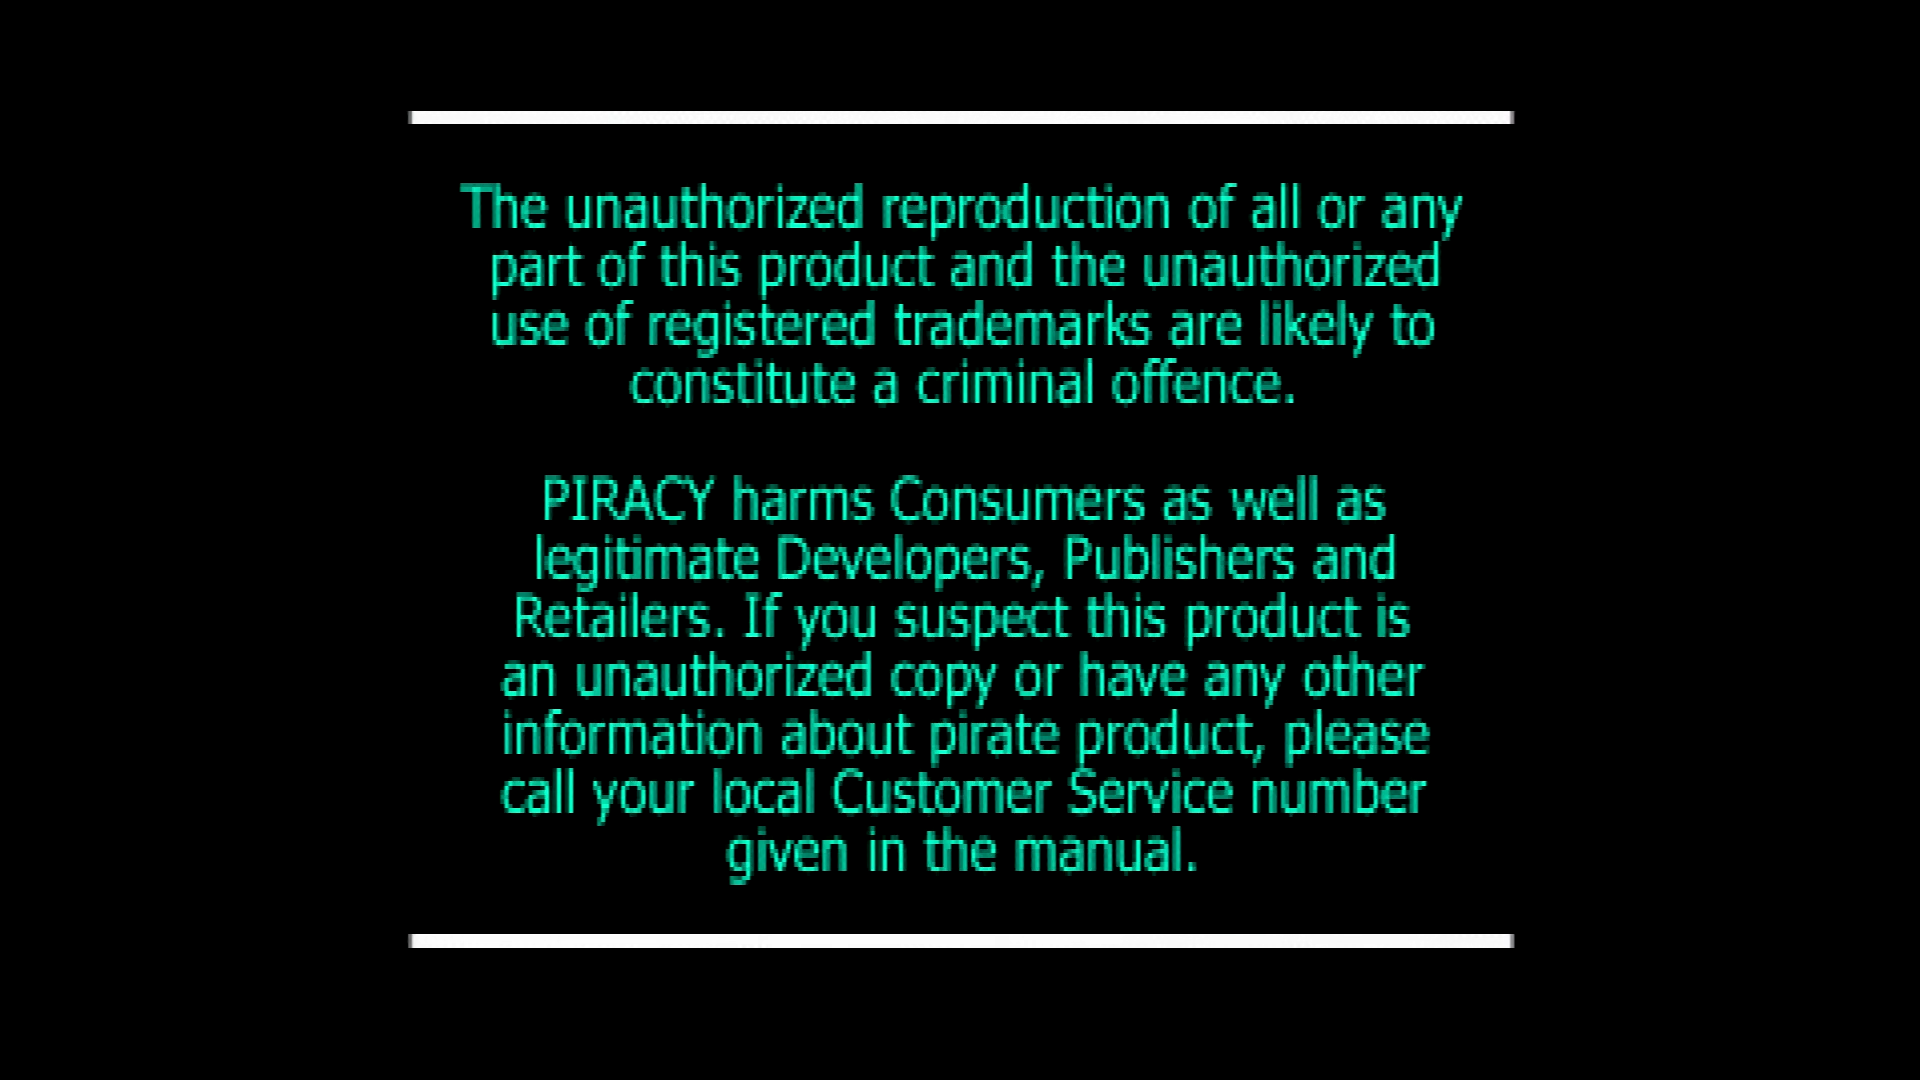 The unauthorized reproduction of all or any
part of this product and the unauthorized
use of registered trademarks are likely to
constitute a criminal offence.
PIRACY harms Consumers as well as
legitimate Developers, Publishers and
Retailers. If you suspect this product is
an unauthorized copy or have any other
information about pirate product, please
call your local Customer Service number
given in the manual.